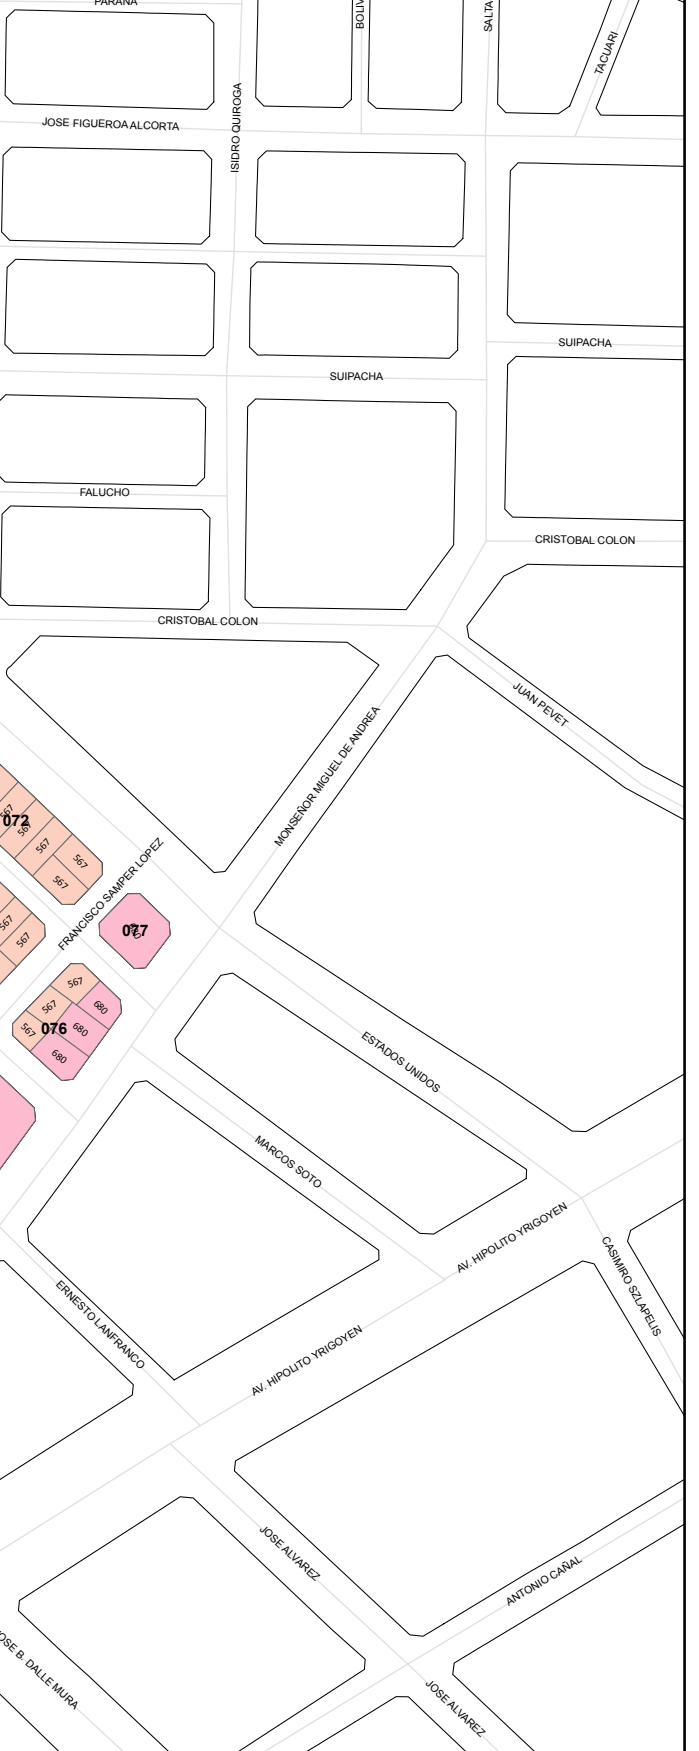 PARANA
BOLIV
SALTA
TACUARI
ISIDRO QUIROGA
JOSE FIGUEROA ALCORTA
SUIPACHA
SUIPACHA
FALUCHO
CRISTOBAL COLON
CRISTOBAL COLON
JUAN PEVET
MONSEÑOR MIGUEL DE ANDREA
567
072
567
567
567
567
FRANCISCO SAMPER LOPEZ
567
567
077
567
567
680
567
076
680
680
ESTADOS UNIDOS
MARCOS SOTO
AV. HIPOLITO YRIGOYEN
CASIMIRO SZLAPELIS
ERNESTO LANFRANCO
AV. HIPOLITO YRIGOYEN
JOSE ALVAREZ
ANTONIO CAÑAL
OSE B. DALLE MURA
JOSE ALVAREZ